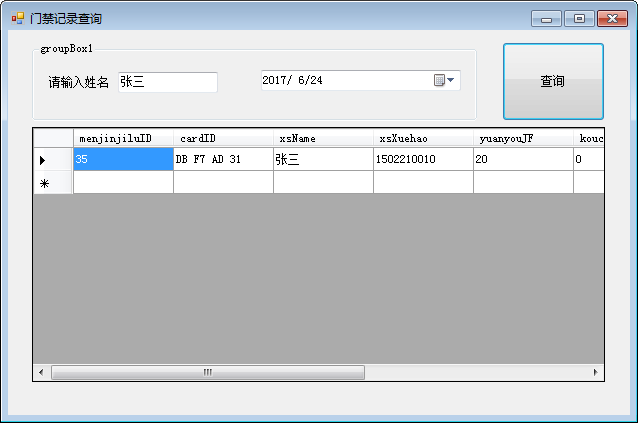 门禁记录查询
groupBox1
请输入姓名 张三 2017/ 6/24 查询
menjinjiluID cardID xsName xsXuehao yuanyouJF kouc
35 DB F7 AD 31 张三 1502210010 20 0